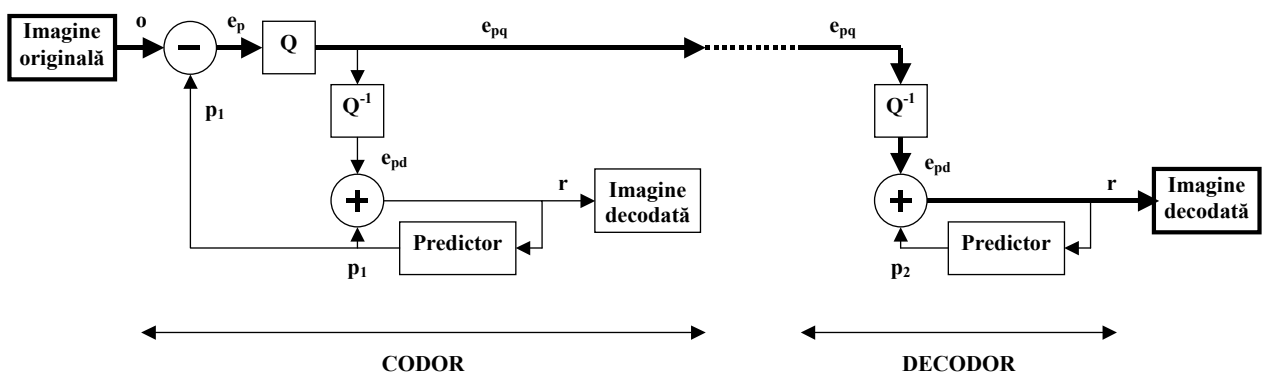 Imagine
originală
o
e_p
Q
e_pq
e_pq
p_1
Q^-1
Q^-1
e_pd
e_pd
r
Imagine
decodată
r
Imagine
decodată
Predictor
Predictor
p_1
p_2
CODOR
DECODOR